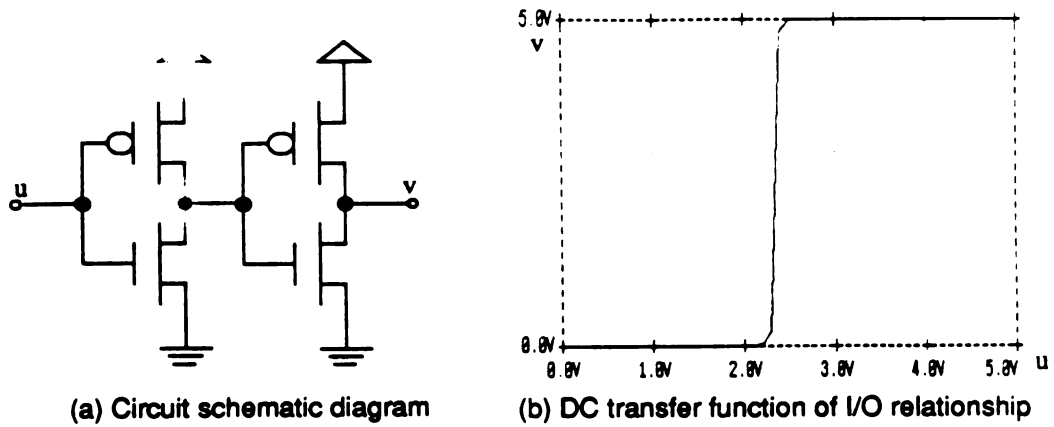 u
v
(a) Circuit schematic diagram
5.0V
v
0.0V
0.0V 1.0V 2.0V 3.0V 4.0V 5.0V u
(b) DC transfer function of I/O relationship